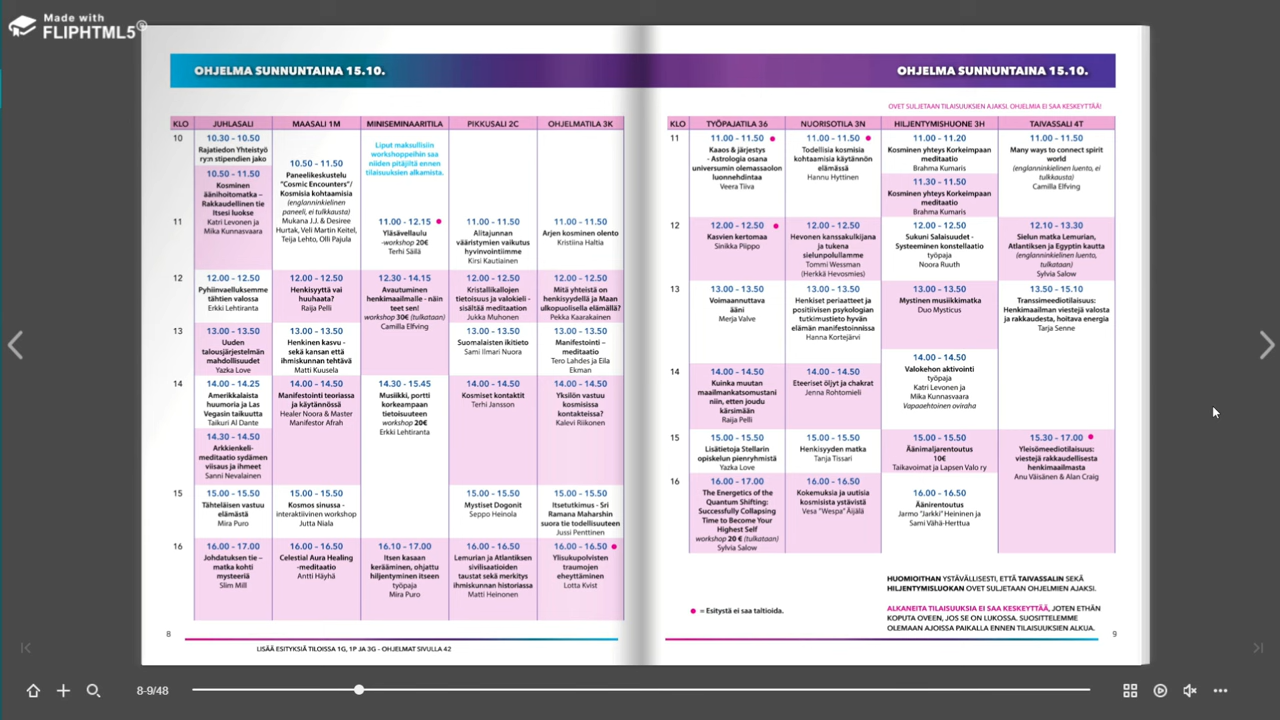 Made with
FLIPHTML5
OHJELMA SUNNUNTAINA 15.10.
KLO
JUHLASALI
MAASALI 1M
MINISEMINAARITILA
PIKKUSALI 2C
OHJELMATILA 3K
10
10.30 - 10.50
Rajatiedon Yhteistyö
ry:n stipendien jako
10.50 - 11.50
Kosminen
äänihoitomatka –
Rakkaudellinen tie
Itsesi luokse
Katri Levonen ja
Mika Kunnasvaara
10.50 - 11.50
Paneelikeskustelu
"Cosmic Encounters"/
Kosmisia kohtaamisia
(englanninkielinen
paneeli, ei tulkkausta)
Mukana J.J. & Desiree
Hurtak, Veli Martin Keitel,
Teija Lehto, Olli Pajula
Liput maksullisiin
workshoppeihin saa
niiden pitäjiltä ennen
tilaisuuksien alkamista.
11
11.00 - 12.15
Yläsävellaulu
-workshop 20€
Terhi Sällä
11.00 - 11.50
Alitajunnan
vääristymien vaikutus
hyvinvointiimme
Kirsi Kautiainen
11.00 - 11.50
Arjen kosminen olento
Kristiina Haltia
12
12.00 - 12.50
Pyhiinvaelluksemme
tähtien valossa
Erkki Lehtiranta
12.00 - 12.50
Henkisyyttä vai
huuhaata?
Raija Pelli
12.30 - 14.15
Avautuminen
henkimaailmalle - näin
teet sen!
workshop 30€ (tulkataan)
Camilla Elfving
12.00 - 12.50
Kristallikallojen
tietoisuus ja valokieli -
sisältää meditaation
Jukka Muhonen
12.00 - 12.50
Mitä yhteistä on
henkisyydellä ja Maan
ulkopuolisella elämällä?
Pekka Kaarakainen
13
13.00 - 13.50
Uuden
talousjärjestelmän
mahdollisuudet
Yazka Love
13.00 - 13.50
Henkinen kasvu -
sekä kansan että
ihmiskunnan tehtävä
Matti Kuusela
13.00 - 13.50
Suomalaisten ikitieto
Sami Ilmari Nuora
13.00 - 13.50
Manifestointi –
meditaatio
Tero Lahdes ja Eila
Ekman
14
14.00 - 14.25
Amerikkalaista
huumoria ja Las
Vegasin taikuutta
Taikuri Al Dante
14.30 - 14.50
Arkkienkeli-
meditaatio sydämen
viisaus ja ihmeet
Sanni Nevalainen
14.00 - 14.50
Manifestointi teoriassa
ja käytännössä
Healer Noora & Master
Manifestor Afrah
14.30 - 15.45
Musiikki, portti
korkeampaan
tietoisuuteen
workshop 20€
Erkki Lehtiranta
14.00 - 14.50
Kosmiset kontaktit
Terhi Jansson
14.00 - 14.50
Yksilön vastuu
kosmisissa
kontakteissa?
Kalevi Riikonen
15
15.00 - 15.50
Tähteläisen vastuu
elämästä
Mira Puro
15.00 - 15.50
Kosmos sinussa -
interaktiivinen workshop
Jutta Niala
15.00 - 15.50
Mystiset Dogonit
Seppo Heinola
15.00 - 15.50
Itsetutkimus - Sri
Ramana Maharshin
suora tie todellisuuteen
Jussi Penttinen
16
16.00 - 17.00
Johdatuksen tie –
matka kohti
mysteeriä
Slim Mill
16.00 - 16.50
Celestial Aura Healing
-meditaatio
Antti Häyhä
16.10 - 17.00
Itsen kasaan
kerääminen, ohjattu
hiljentyminen itseen
työpaja
Mira Puro
16.00 - 16.50
Lemurian ja Atlantiksen
sivilisaatioiden
taustat sekä merkitys
ihmiskunnan historiassa
Matti Heinonen
16.00 - 16.50
Ylisukupolvisten
traumojen
eheyttäminen
Lotta Kvist
8
LISÄÄ ESITYKSIÄ TILOISSA 1G, 1P JA 3G - OHJELMAT SIVULLA 42
OHJELMA SUNNUNTAINA 15.10.
OVET SULJETAAN TILAISUUKSIEN AJAKSI. OHJELMIA EI SAA KESKEYTTÄÄ!
KLO
TYÖPAJATILA 36
NUORISOTILA 3N
HILJENTYMISHUONE 3H
TAIVASSALI 4T
11
11.00 - 11.50
Kaaos & järjestys
- Astrologia osana
universumin olemassaolon
luonnehdintaa
Veera Tiiva
11.00 - 11.50
Todellisia kosmisia
kohtaamisia käytännön
elämässä
Hannu Hyttinen
11.00 - 11.20
Kosminen yhteys Korkeimpaan
meditaatio
Brahma Kumaris
11.30 - 11.50
Kosminen yhteys Korkeimpaan
meditaatio
Brahma Kumaris
11.00 - 11.50
Many ways to connect spirit
world
(englanninkielinen luento, ei
tulkkausta)
Camilla Elfving
12
12.00 - 12.50
Kasvien kertomaa
Sinikka Piippo
12.00 - 12.50
Hevonen kanssakulkijana
ja tukena
sielunpolullamme
Tommi Wessman
(Herkkä Hevosmies)
12.00 - 12.50
Sukuni Salaisuudet -
Systeeminen konstellaatio
työpaja
Noora Ruuth
12.10 - 13.30
Sielun matka Lemurian,
Atlantiksen ja Egyptin kautta
(englanninkielinen luento,
tulkataan)
Sylvia Salow
13
13.00 - 13.50
Voimaannuttava
ääni
Merja Valve
13.00 - 13.50
Henkiset periaatteet ja
positiivisen psykologian
tutkimustieto hyvän
elämän manifestoinnissa
Hanna Kortejärvi
13.00 - 13.50
Mystinen musiikkimatka
Duo Mysticus
13.50 - 15.10
Transsimeediotilaisuus:
Henkimaailman viestejä valosta
ja rakkaudesta, hoitava energia
Tarja Senne
14
14.00 - 14.50
Kuinka muutan
maailmankatsomustani
niin, etten joudu
kärsimään
Raija Pelli
14.00 - 14.50
Eteeriset öljyt ja chakrat
Jenna Rohtomieli
14.00 - 14.50
Valokehon aktivointi
työpaja
Katri Levonen ja
Mika Kunnasvaara
Vapaaehtoinen oviraha
15
15.00 - 15.50
Lisätietoja Stellarin
opiskelun pienryhmistä
Yazka Love
15.00 - 15.50
Henkisyyden matka
Tanja Tissari
15.00 - 15.50
Äänimaljarentoutus
10€
Taikavoimat ja Lapsen Valo ry
15.30 - 17.00
Yleisömeediotilaisuus:
viestejä rakkaudellisesta
henkimaailmasta
Anu Väisänen & Alan Craig
16
16.00 - 17.00
The Energetics of the
Quantum Shifting:
Successfully Collapsing
Time to Become Your
Highest Self
workshop 20 € (tulkataan)
Sylvia Salow
16.00 - 16.50
Kokemuksia ja uutisia
kosmisista ystävistä
Vesa "Wespa" Äijälä
16.00 - 16.50
Äänirentoutus
Jarmo "Jarkki" Heininen ja
Sami Vähä-Herttua
● = Esitystä ei saa taltioida.
HUOMIOITHAN YSTÄVÄLLISESTI, ETTÄ TAIVASSALIN SEKÄ
HILJENTYMISLUOKAN OVET SULJETAAN OHJELMIEN AJAKSI.
ALKANEITA TILAISUUKSIA EI SAA KESKEYTTÄÄ, JOTEN ETHÄN
KOPUTA OVEEN, JOS SE ON LUKOSSA. SUOSITTELEMME
OLEMAAN AJOISSA PAIKALLA ENNEN TILAISUUKSIEN ALKUA.
9
8-9/48